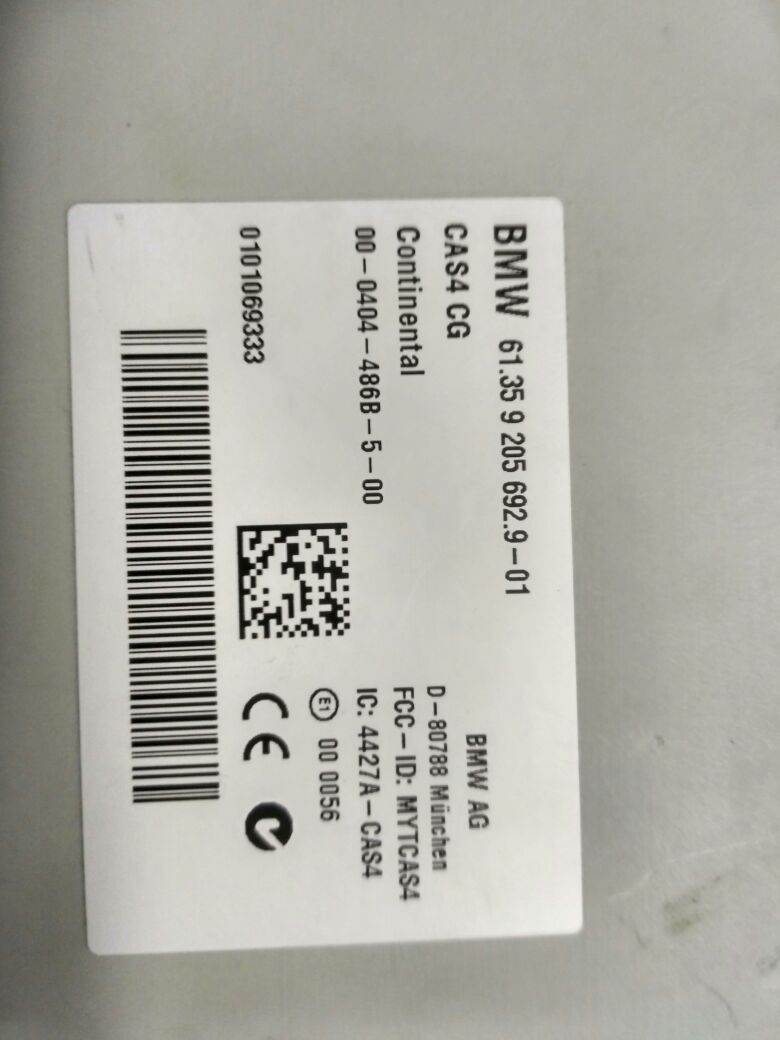 BMW 61.35 9 205 692.9-01
CAS4 CG
Continental
00-0404-486B-5-00
0101069333
BMW AG
D-80788 München
FCC-ID: MYTCAS4
IC: 4427A-CAS4
E1 00 0056
CE